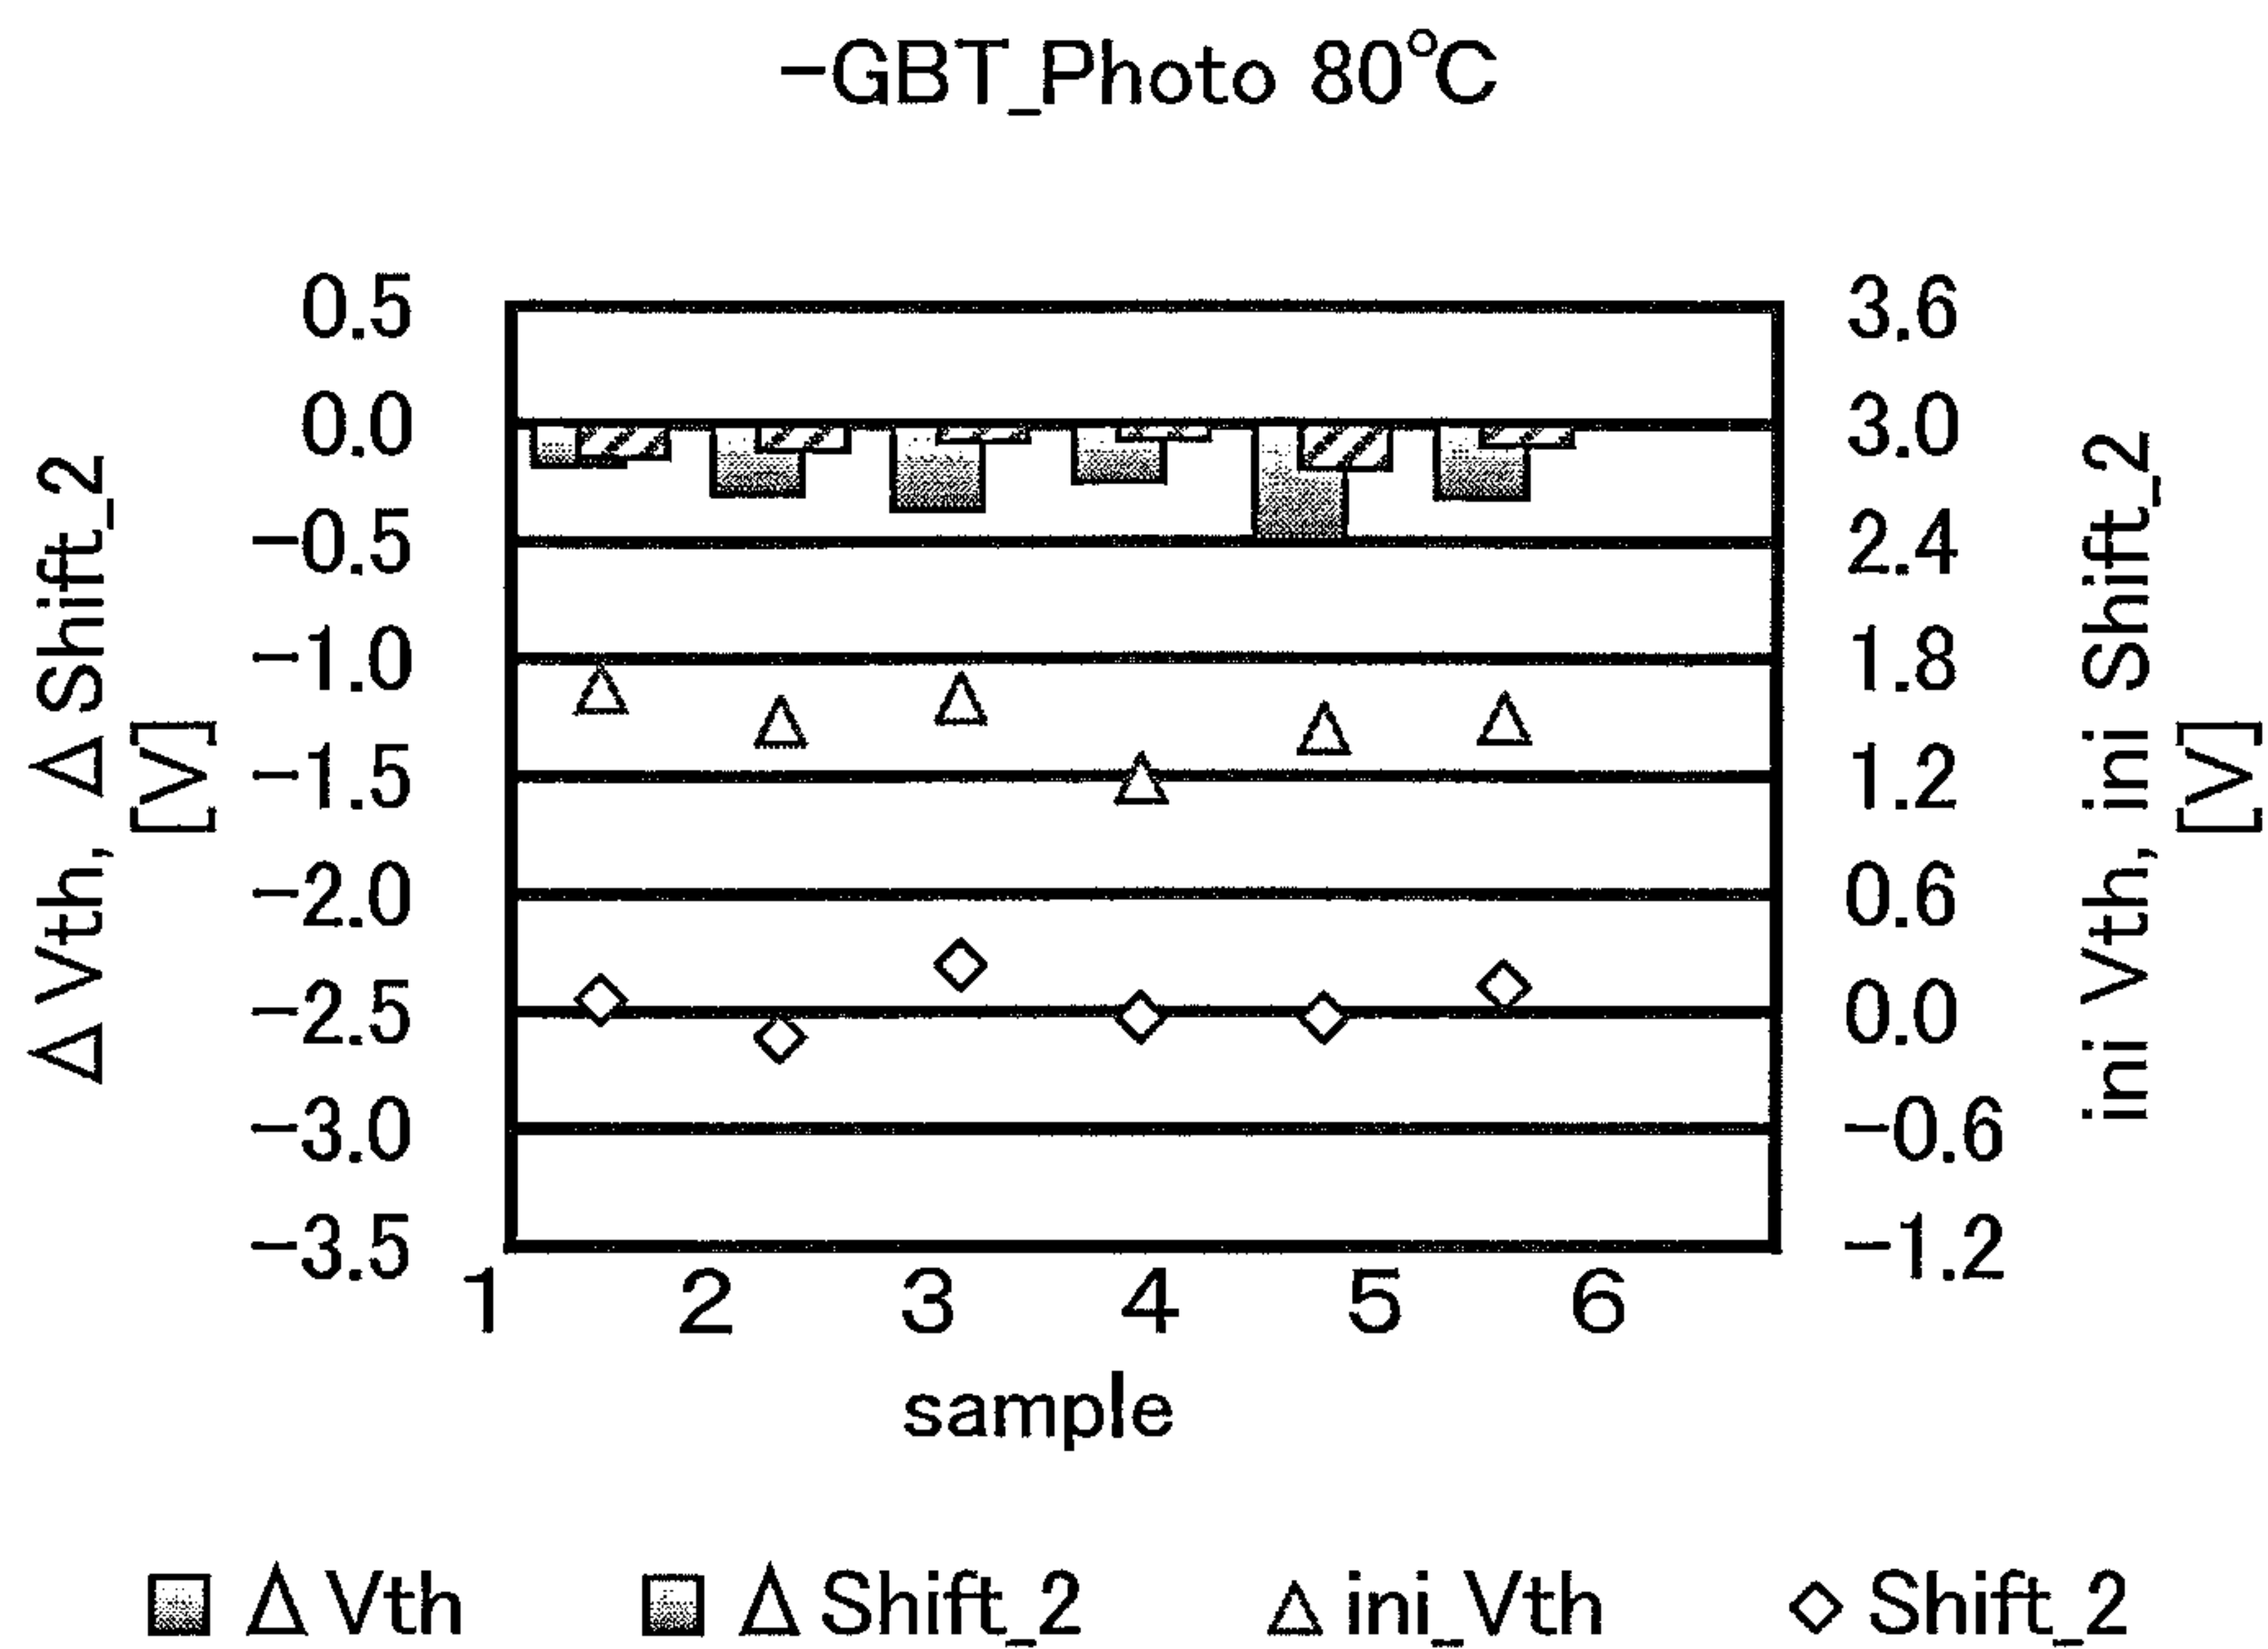 -GBT_Photo 80℃
ΔVth, ΔShift_2
[V]
0.5
0.0
-0.5
-1.0
-1.5
-2.0
-2.5
-3.0
-3.5
3.6
3.0
2.4
1.8
1.2
0.6
0.0
-0.6
-1.2
ini Vth, ini Shift_2
[V]
1 2 3 4 5 6
sample
ΔVth ΔShift_2 ini_Vth Shift_2